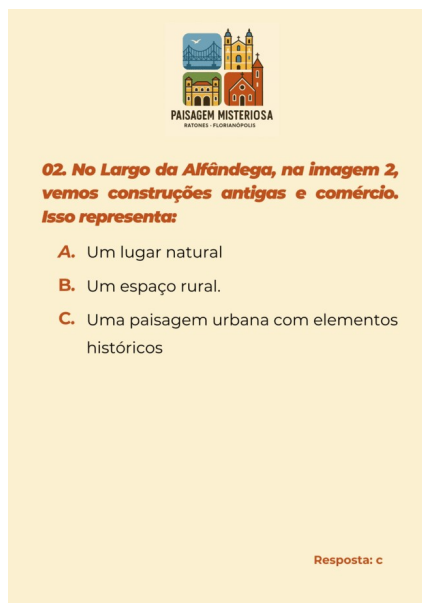 PAISAGEM MISTERIOSA
RATONES - FLORIANÓPOLIS
02. No Largo da Alfândega, na imagem 2,
vemos construções antigas e comércio.
Isso representa:
A. Um lugar natural
B. Um espaço rural.
C. Uma paisagem urbana com elementos
históricos
Resposta: c